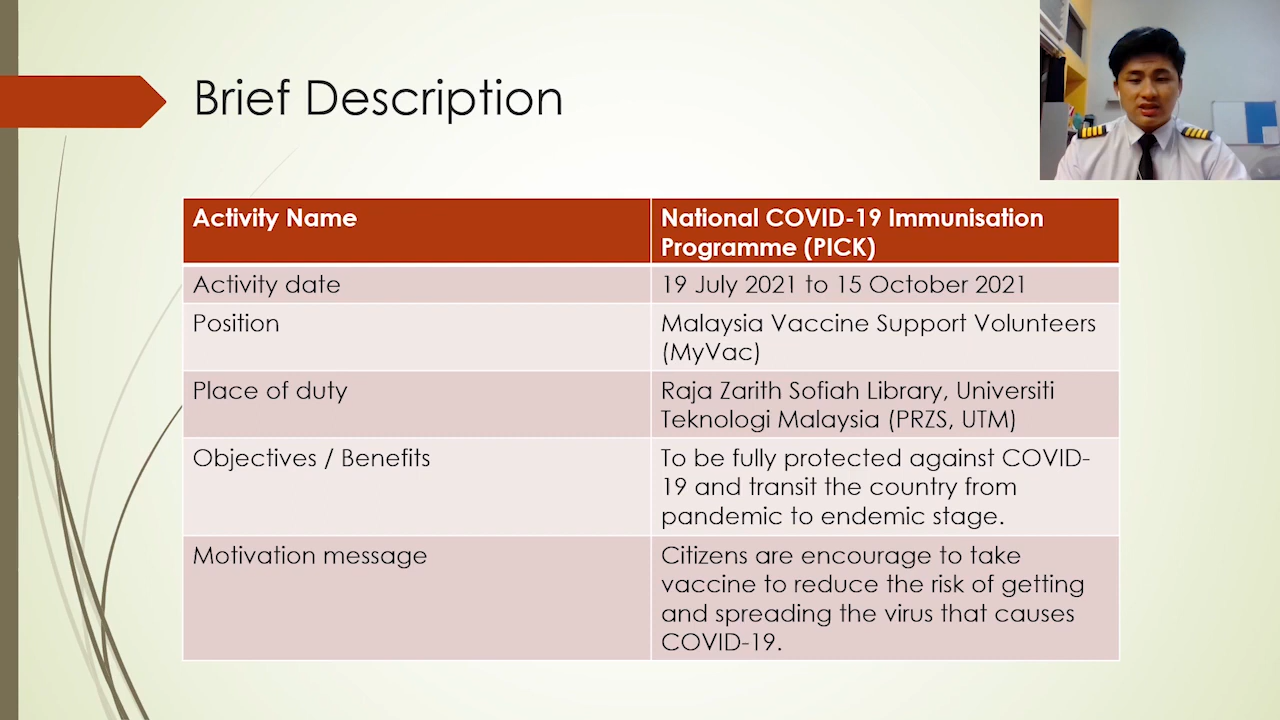 Brief Description
Activity Name
National COVID-19 Immunisation
Programme (PICK)
Activity date
19 July 2021 to 15 October 2021
Position
Malaysia Vaccine Support Volunteers
(MyVac)
Place of duty
Raja Zarith Sofiah Library, Universiti
Teknologi Malaysia (PRZS, UTM)
Objectives / Benefits
To be fully protected against COVID-
19 and transit the country from
pandemic to endemic stage.
Motivation message
Citizens are encourage to take
vaccine to reduce the risk of getting
and spreading the virus that causes
COVID-19.